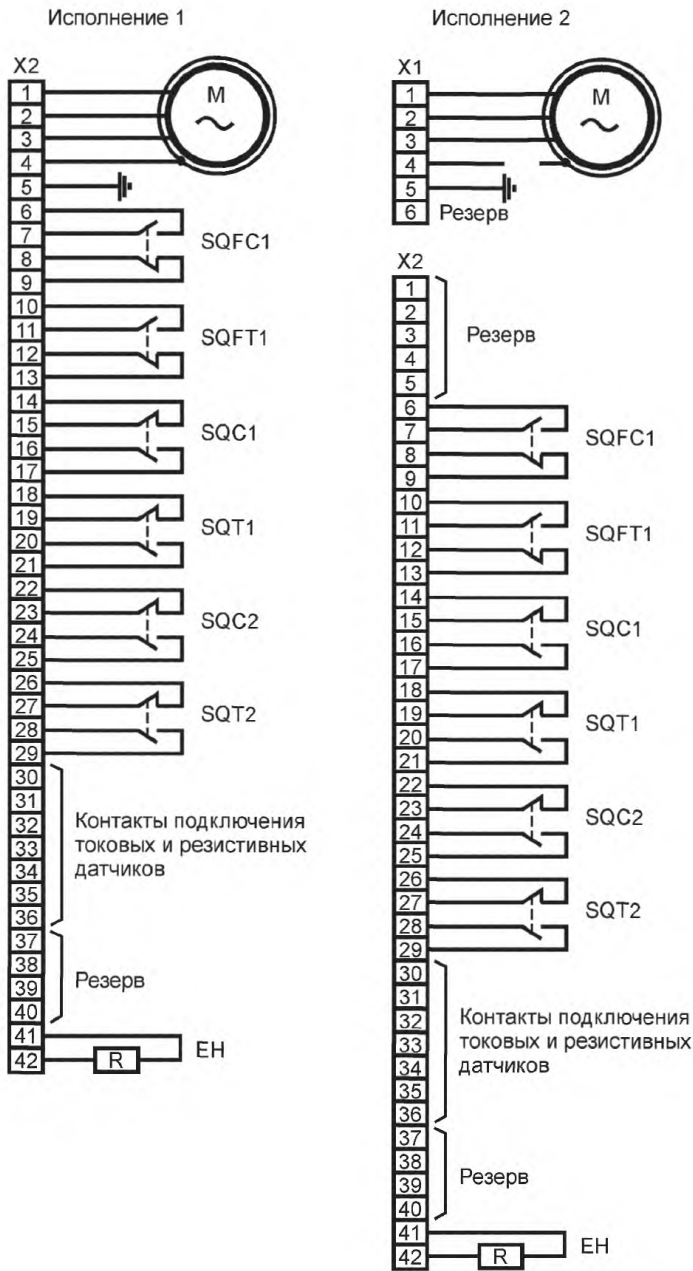 Исполнение 1
X2
1
2
3
4
5
6
7
8
9
10
11
12
13
14
15
16
17
18
19
20
21
22
23
24
25
26
27
28
29
30
31
32
33
34
35
36
37
38
39
40
41
42
M
SQFC1
SQFT1
SQC1
SQT1
SQC2
SQT2
Контакты подключения
токовых и резистивных
датчиков
Резерв
R
EH
Исполнение 2
X1
1
2
3
4
5
6
M
Резерв
X2
1
2
3
4
5
6
7
8
9
10
11
12
13
14
15
16
17
18
19
20
21
22
23
24
25
26
27
28
29
30
31
32
33
34
35
36
37
38
39
40
41
42
Резерв
SQFC1
SQFT1
SQC1
SQT1
SQC2
SQT2
Контакты подключения
токовых и резистивных
датчиков
Резерв
R
EH